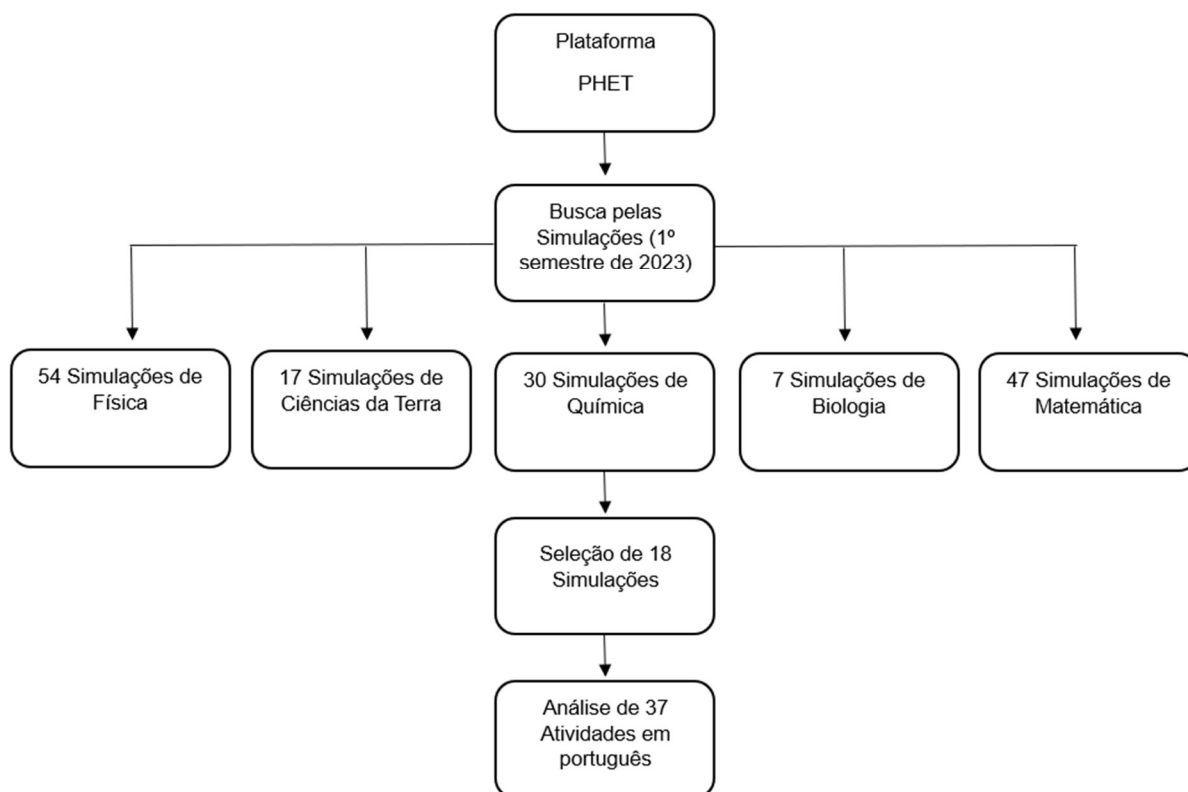 Plataforma
PHET
Busca pelas
Simulações (1º
semestre de 2023)
54 Simulações de
Física
17 Simulações de
Ciências da Terra
30 Simulações de
Química
7 Simulações de
Biologia
47 Simulações de
Matemática
Seleção de 18
Simulações
Análise de 37
Atividades em
português